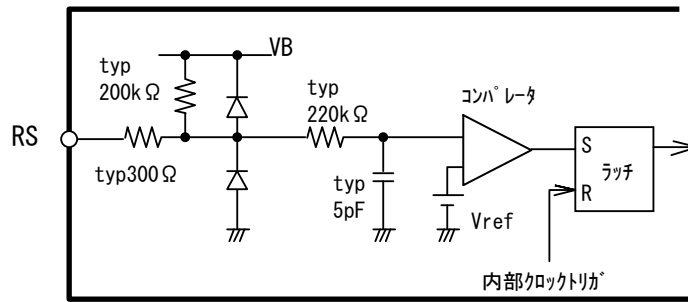 VB
typ
200kΩ
typ
220kΩ
コンパレータ
RS
typ300Ω
typ
5pF
Vref
S
R
ラッチ
内部クロックトリガ